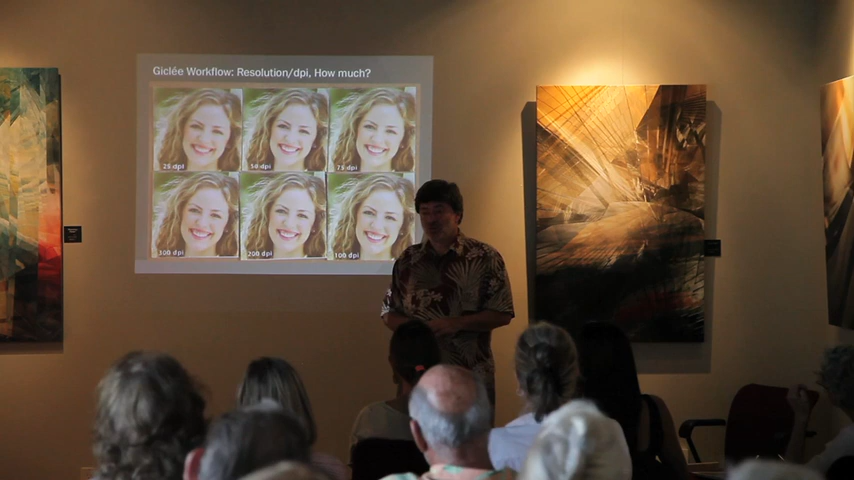 Giclée Workflow: Resolution/dpi, How much?
25 dpi
50 dpi
75 dpi
300 dpi
200 dpi
100 dpi